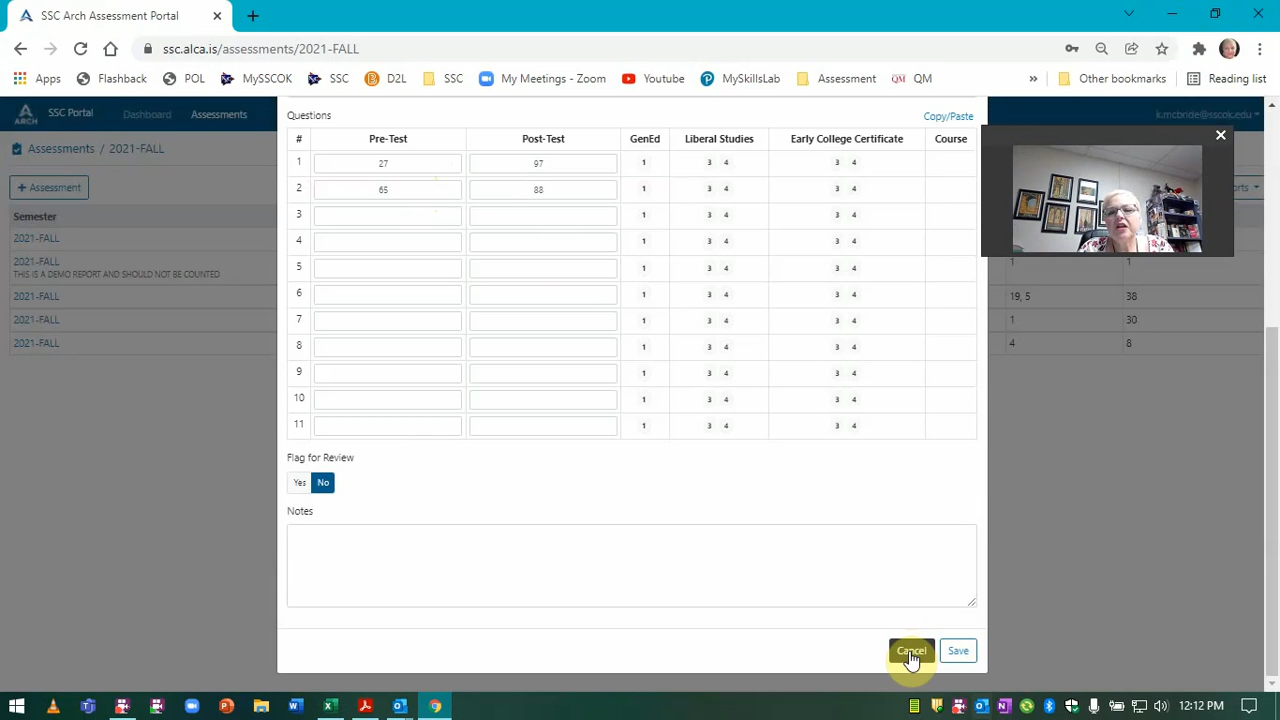 SSC Arch Assessment Portal
ssc.alca.is/assessments/2021-FALL
Apps Flashback POL MySSCOK SSC D2L SSC My Meetings - Zoom Youtube MySkillsLab Assessment QM QM » Other bookmarks Reading list
ARCH SSC Portal Dashboard Assessments k.mcbride@sscok.edu
Assessments / 2021-FALL
+ Assessment
Semester
2021-FALL
2021-FALL 1 1
THIS IS A DEMO REPORT AND SHOULD NOT BE COUNTED
2021-FALL 19, 5 38
2021-FALL 1 30
2021-FALL 4 8
Questions Copy/Paste
# Pre-Test Post-Test GenEd Liberal Studies Early College Certificate Course
1 27 97 1 3 4 3 4
2 65 88 1 3 4 3 4
3 1 3 4 3 4
4 1 3 4 3 4
5 1 3 4 3 4
6 1 3 4 3 4
7 1 3 4 3 4
8 1 3 4 3 4
9 1 3 4 3 4
10 1 3 4 3 4
11 1 3 4 3 4
Flag for Review
Yes No
Notes
Cancel Save
12:12 PM